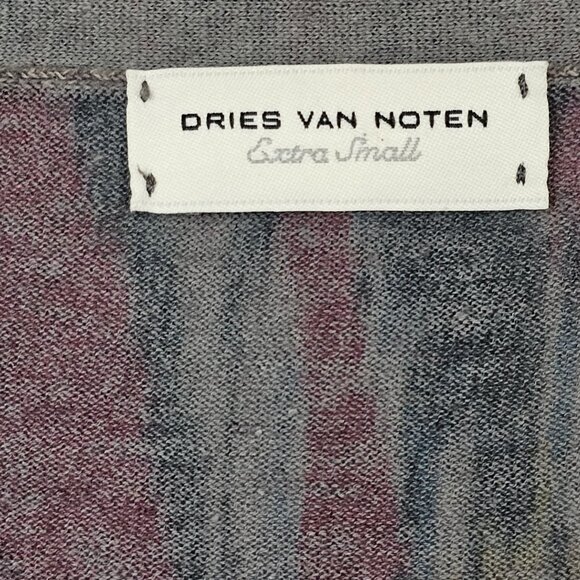 DRIES VAN NOTEN
Extra Small